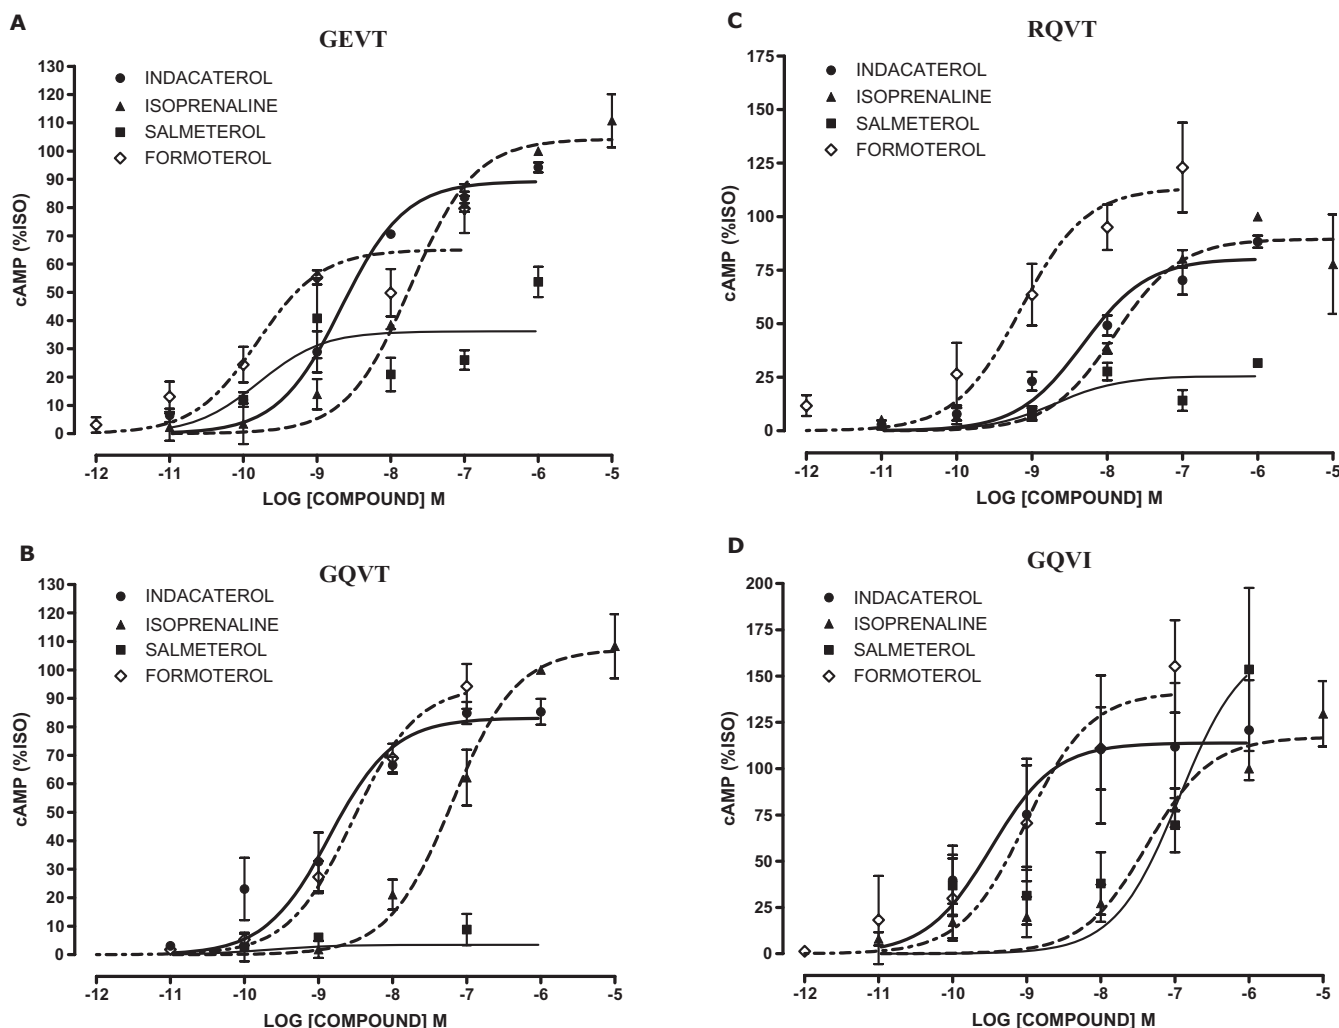 A
GEVT
INDACATEROL
ISOPRENALINE
SALMETEROL
FORMOTEROL
130
120
110
100
90
80
70
60
50
40
30
20
10
0
cAMP (%ISO)
-12 -11 -10 -9 -8 -7 -6 -5
LOG [COMPOUND] M
B
GQVT
INDACATEROL
ISOPRENALINE
SALMETEROL
FORMOTEROL
130
120
110
100
90
80
70
60
50
40
30
20
10
0
cAMP (%ISO)
-12 -11 -10 -9 -8 -7 -6 -5
LOG [COMPOUND] M
C
RQVT
INDACATEROL
ISOPRENALINE
SALMETEROL
FORMOTEROL
175
150
125
100
75
50
25
0
cAMP (%ISO)
-12 -11 -10 -9 -8 -7 -6 -5
LOG [COMPOUND] M
D
GQVI
INDACATEROL
ISOPRENALINE
SALMETEROL
FORMOTEROL
200
175
150
125
100
75
50
25
0
cAMP (%ISO)
-12 -11 -10 -9 -8 -7 -6 -5
LOG [COMPOUND] M